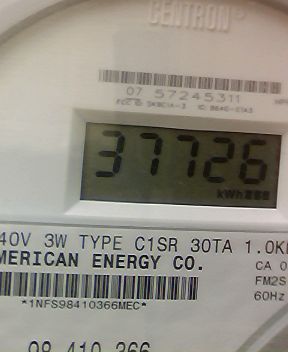 CENTRON®
07 57245311
37726
kWh
40V 3W TYPE C1SR 30TA 1.0K
MERICAN ENERGY CO.
CA 0
FM2S
60Hz
*1NFS98410366MEC*
98 410 366